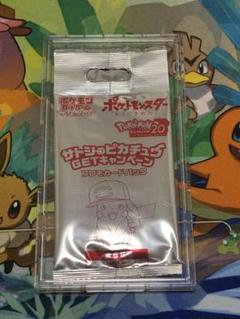 ポケモンカードゲーム
ポケットモンスター
Pokémon 20
サトシのピカチュウ
GETキャンペーン
プロモカードパック